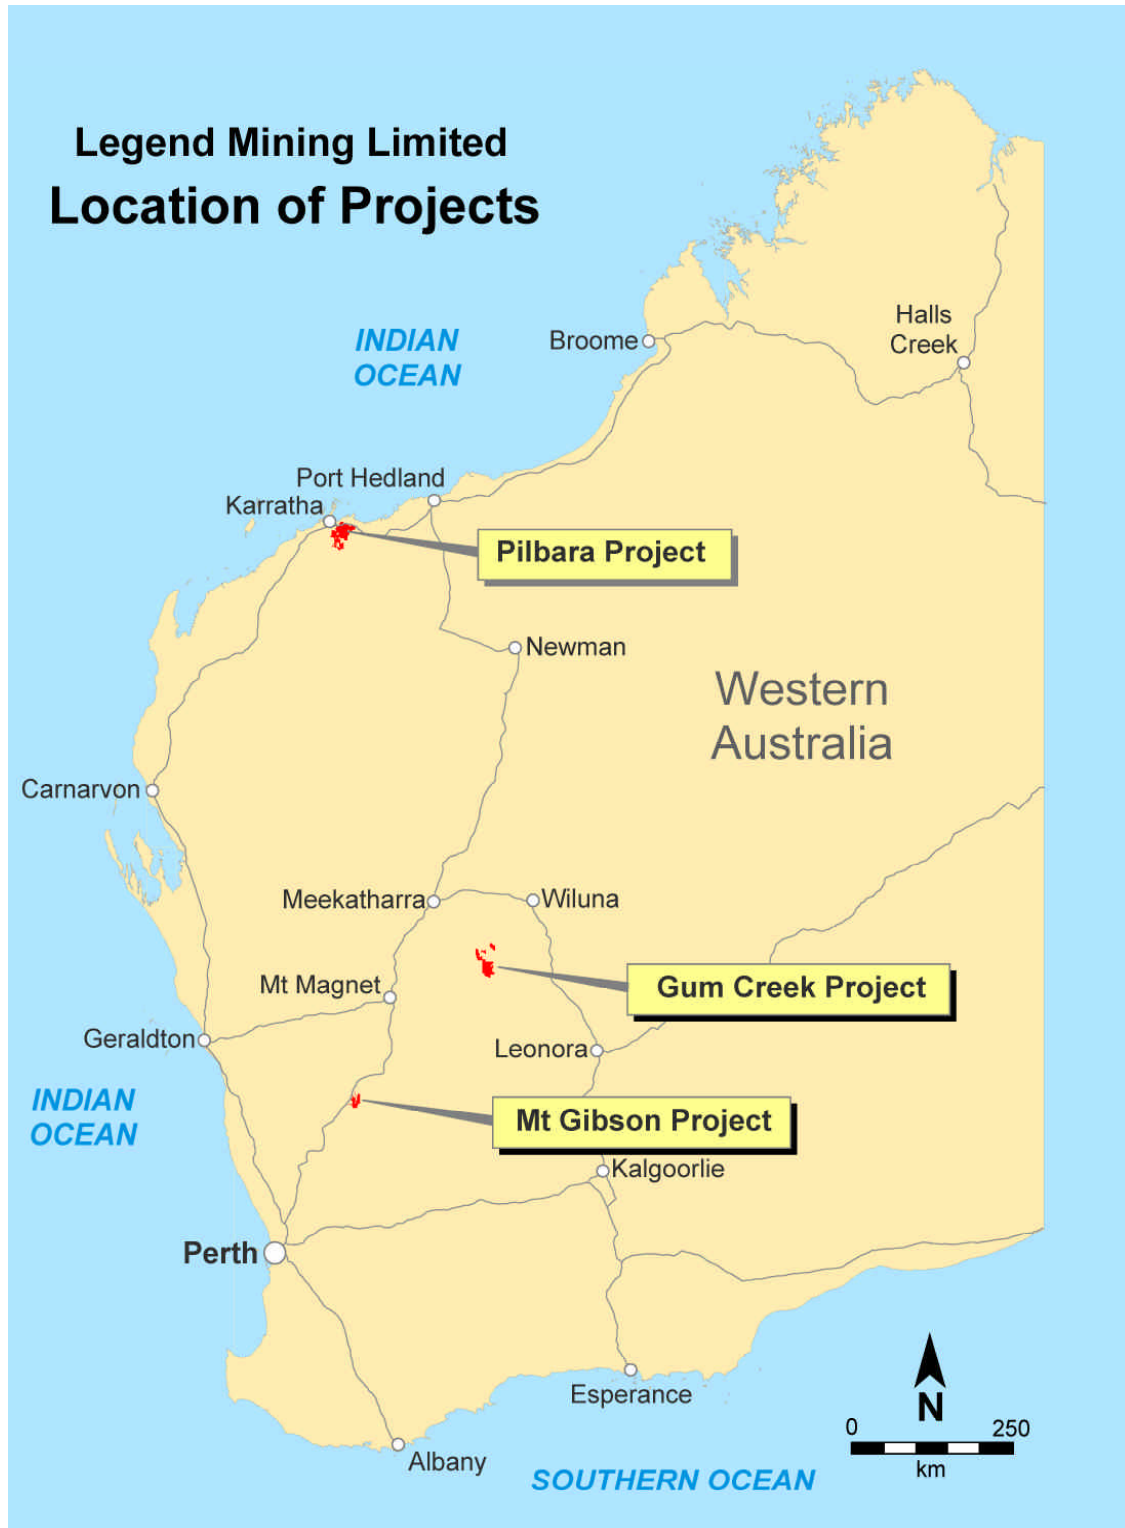 Legend Mining Limited
Location of Projects
INDIAN
OCEAN
Broome
Halls
Creek
Port Hedland
Karratha
Pilbara Project
Newman
Western
Australia
Carnarvon
Meekatharra
Wiluna
Mt Magnet
Gum Creek Project
Geraldton
Leonora
INDIAN
OCEAN
Mt Gibson Project
Kalgoorlie
Perth
Esperance
N
0 250
km
Albany
SOUTHERN OCEAN